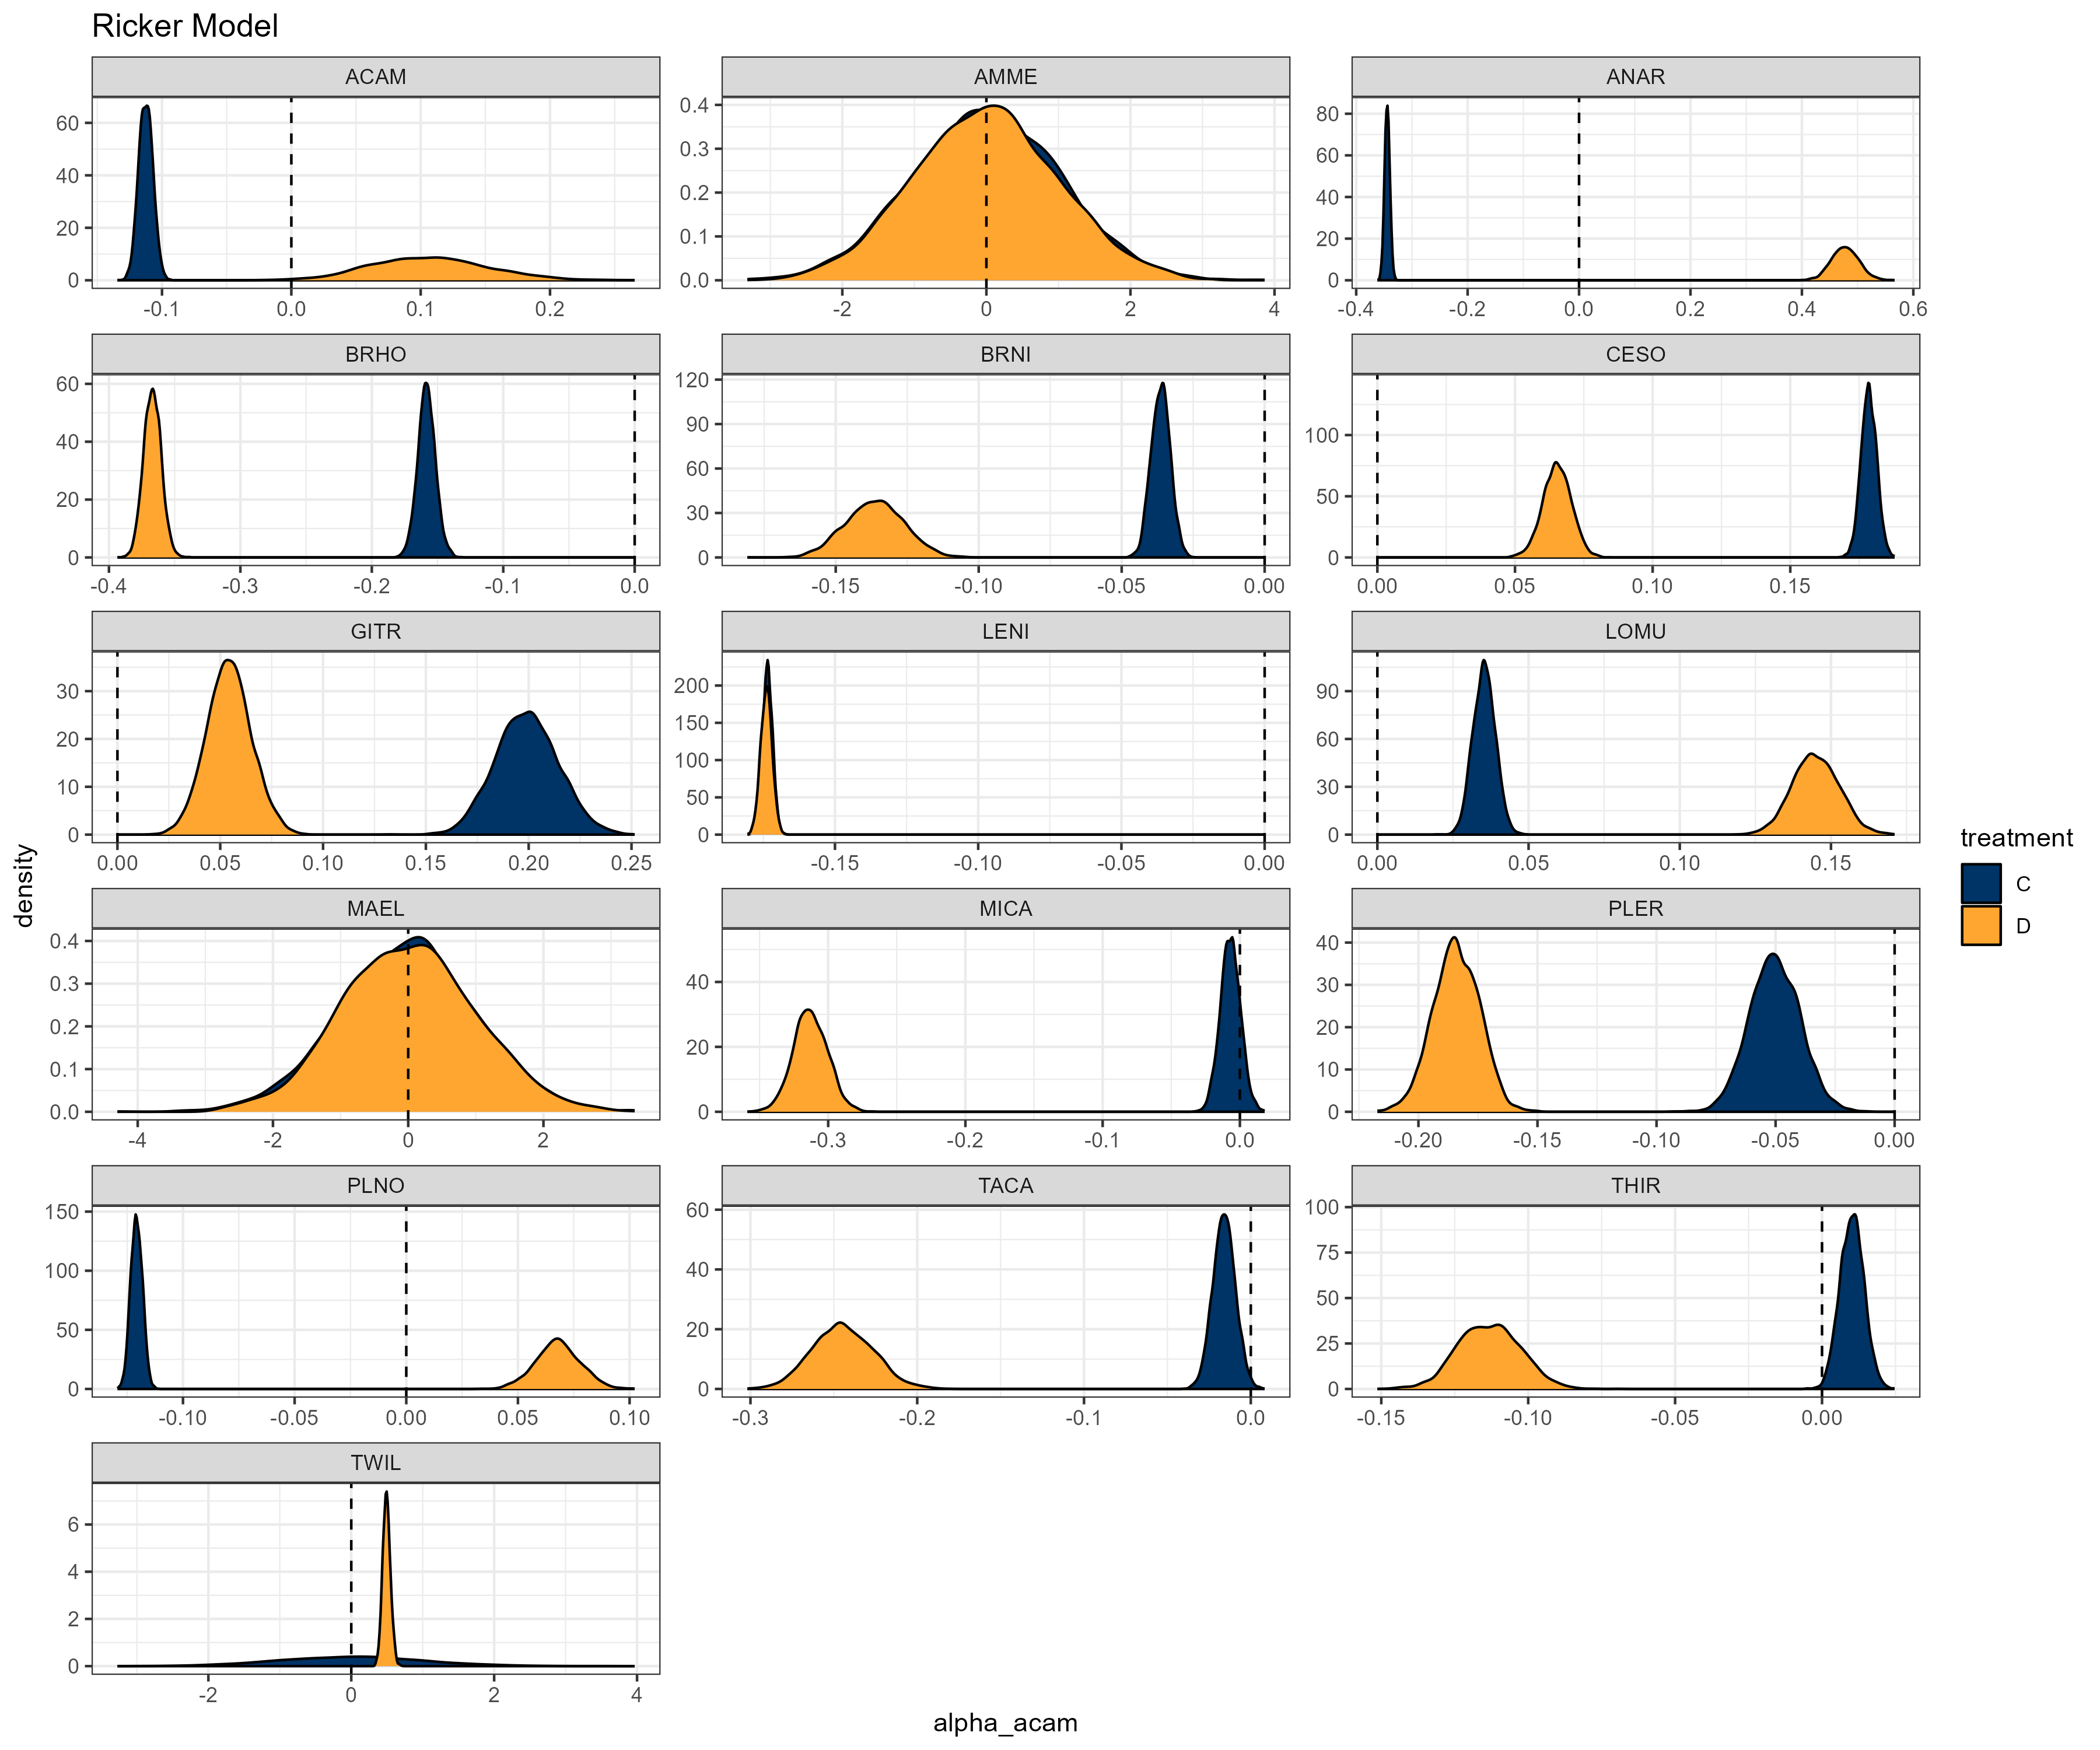 Ricker Model
ACAM AMME ANAR
60 40 20 0
-0.1 0.0 0.1 0.2
0.4 0.3 0.2 0.1 0.0
-2 0 2 4
80 60 40 20 0
-0.4 -0.2 0.0 0.2 0.4 0.6
BRHO BRNI CESO
60 40 20 0
-0.4 -0.3 -0.2 -0.1 0.0
120 90 60 30 0
-0.15 -0.10 -0.05 0.00
100 50 0
0.00 0.05 0.10 0.15
GITR LENI LOMU
30 20 10 0
0.00 0.05 0.10 0.15 0.20 0.25
200 150 100 50 0
-0.15 -0.10 -0.05 0.00
90 60 30 0
0.00 0.05 0.10 0.15
MAEL MICA PLER
0.4 0.3 0.2 0.1 0.0
-4 -2 0 2
40 20 0
-0.3 -0.2 -0.1 0.0
40 30 20 10 0
-0.20 -0.15 -0.10 -0.05 0.00
PLNO TACA THIR
150 100 50 0
-0.10 -0.05 0.00 0.05 0.10
60 40 20 0
-0.3 -0.2 -0.1 0.0
100 75 50 25 0
-0.15 -0.10 -0.05 0.00
TWIL
6 4 2 0
-2 0 2 4
density
alpha_acam
treatment
C
D